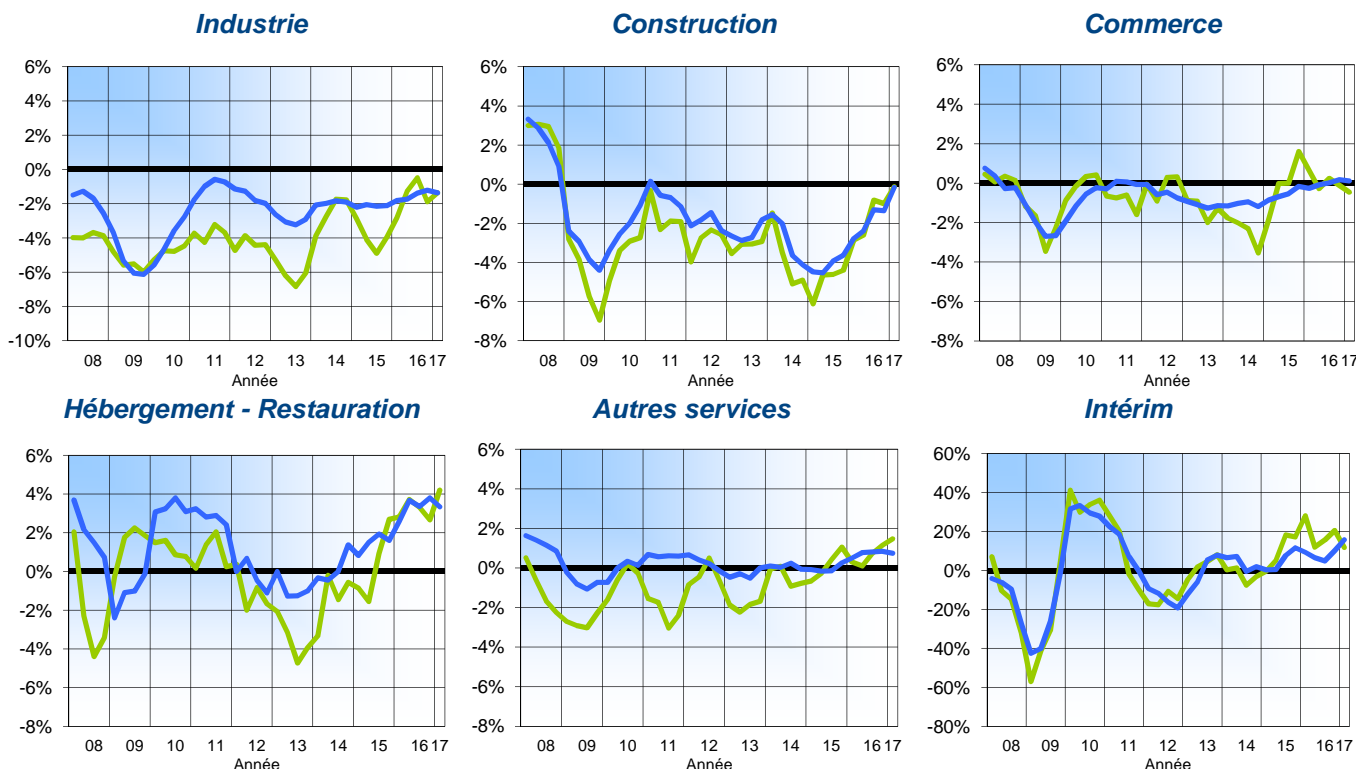 Industrie
6%
4%
2%
0%
-2%
-4%
-6%
-8%
-10%
08 09 10 11 12 13 14 15 16 17
Année
Construction
6%
4%
2%
0%
-2%
-4%
-6%
-8%
08 09 10 11 12 13 14 15 16 17
Année
Commerce
6%
4%
2%
0%
-2%
-4%
-6%
-8%
08 09 10 11 12 13 14 15 16 17
Année
Hébergement - Restauration
6%
4%
2%
0%
-2%
-4%
-6%
-8%
08 09 10 11 12 13 14 15 16 17
Année
Autres services
6%
4%
2%
0%
-2%
-4%
-6%
-8%
08 09 10 11 12 13 14 15 16 17
Année
Intérim
60%
40%
20%
0%
-20%
-40%
-60%
-80%
08 09 10 11 12 13 14 15 16 17
Année